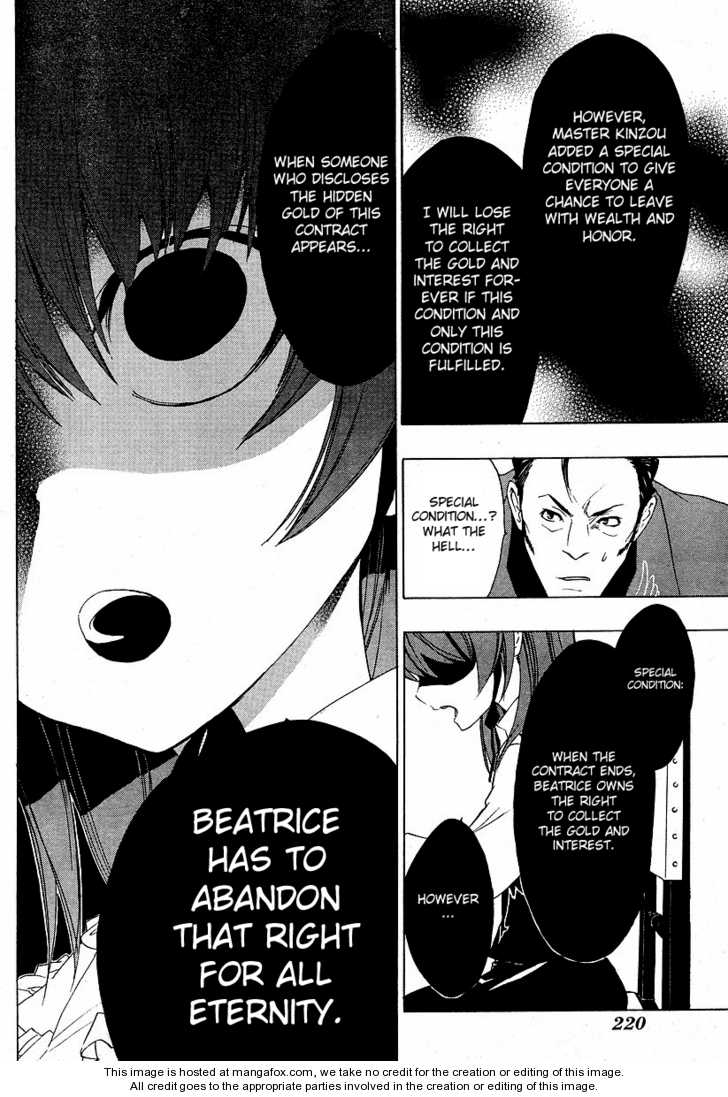 HOWEVER,
MASTER KINZOU
ADDED A SPECIAL
CONDITION TO GIVE
EVERYONE A
CHANCE TO LEAVE
WITH WEALTH AND
HONOR.
I WILL LOSE
THE RIGHT
TO COLLECT
THE GOLD AND
INTEREST FOR-
EVER IF THIS
CONDITION AND
ONLY THIS
CONDITION IS
FULFILLED.
SPECIAL
CONDITION...?
WHAT THE
HELL...
SPECIAL
CONDITION:
WHEN THE
CONTRACT ENDS,
BEATRICE OWNS
THE RIGHT
TO COLLECT
THE GOLD AND
INTEREST.
HOWEVER
...
WHEN SOMEONE
WHO DISCLOSES
THE HIDDEN
GOLD OF THIS
CONTRACT
APPEARS...
BEATRICE
HAS TO
ABANDON
THAT RIGHT
FOR ALL
ETERNITY.
220
This image is hosted at mangafox.com, we take no credit for the creation or editing of this image.
All credit goes to the appropriate parties involved in the creation or editing of this image.